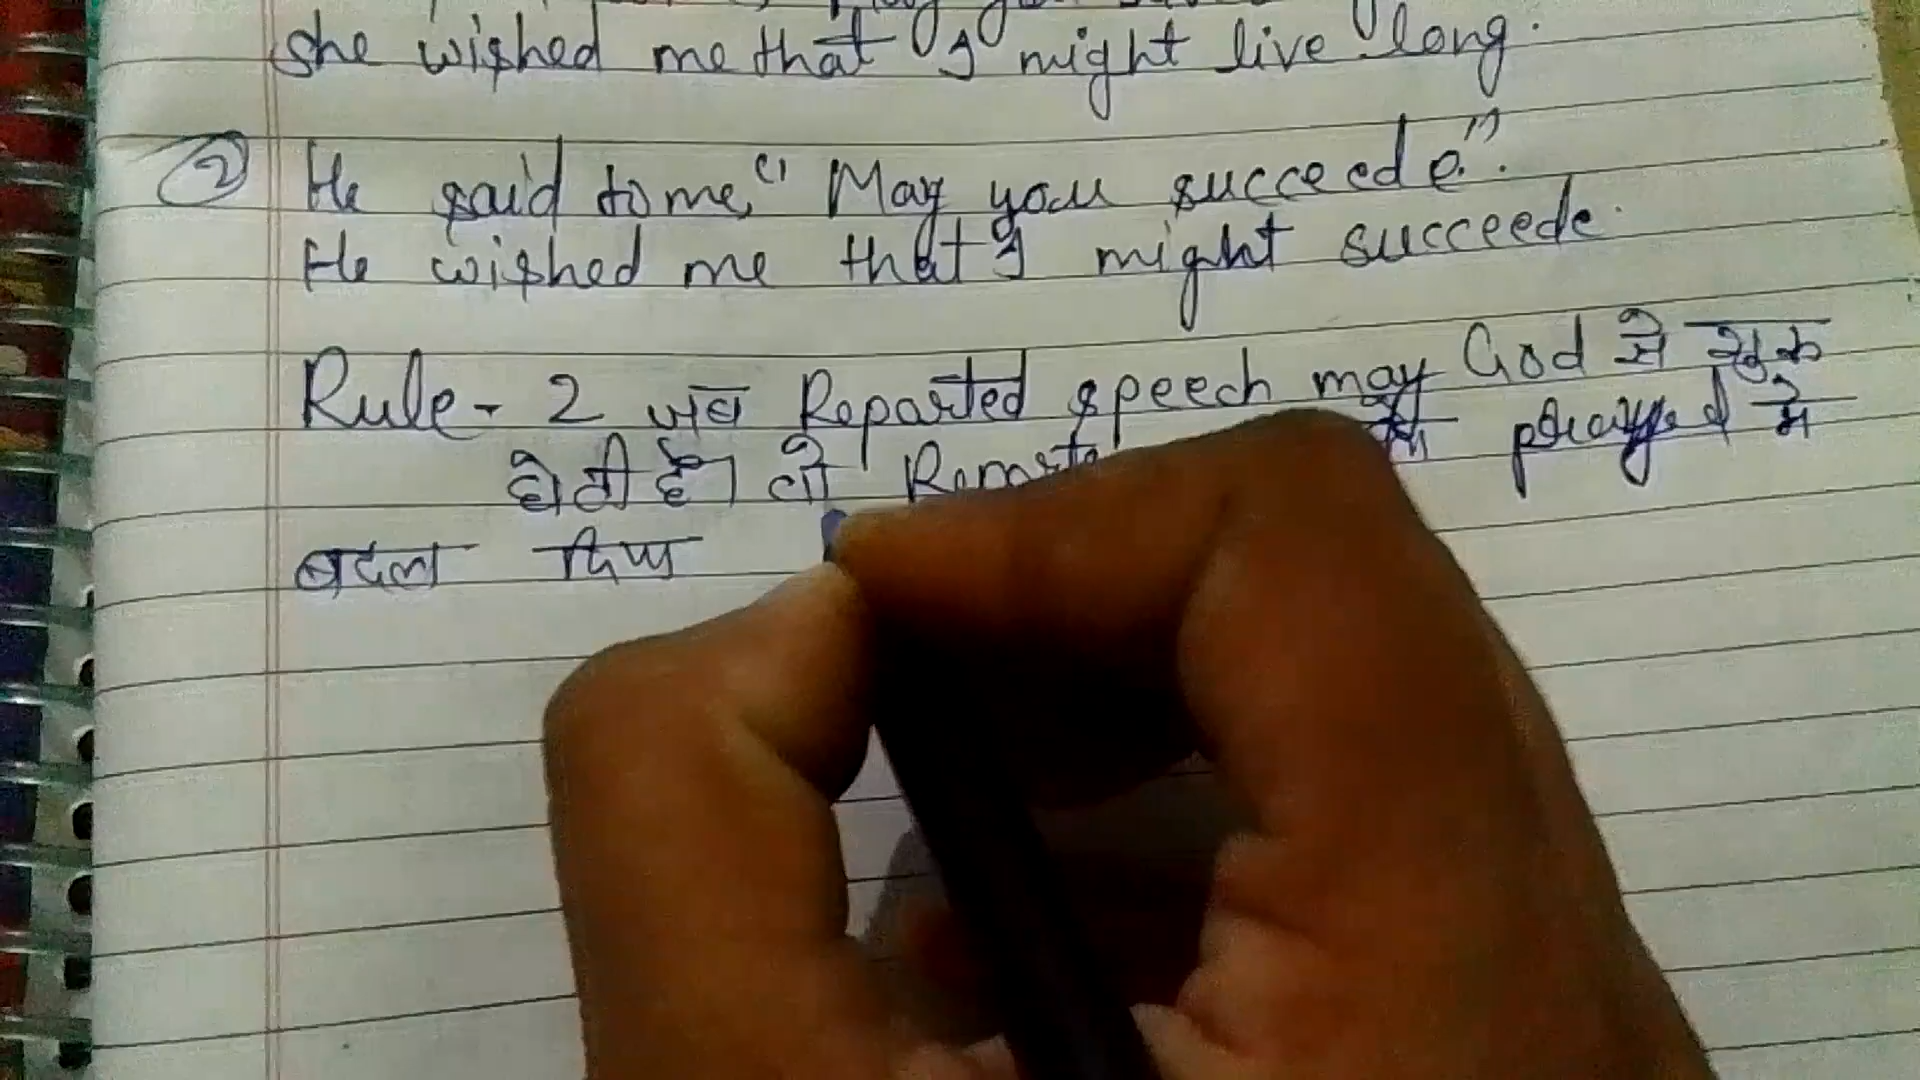 she wished me that I might live long.
② He said to me, "May you succeede.".
He wished me that I might succeede.
Rule - 2 जब Reported speech may God से शुरू
होती है। तो को prayed में
बदल दिया